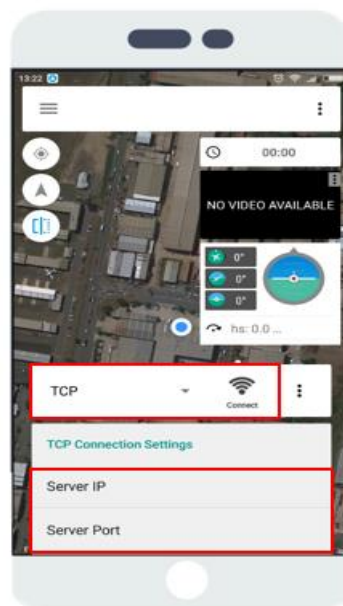 13:22
00:00
NO VIDEO AVAILABLE
0°
0°
0°
hs: 0.0 ...
TCP
Connect
TCP Connection Settings
Server IP
Server Port